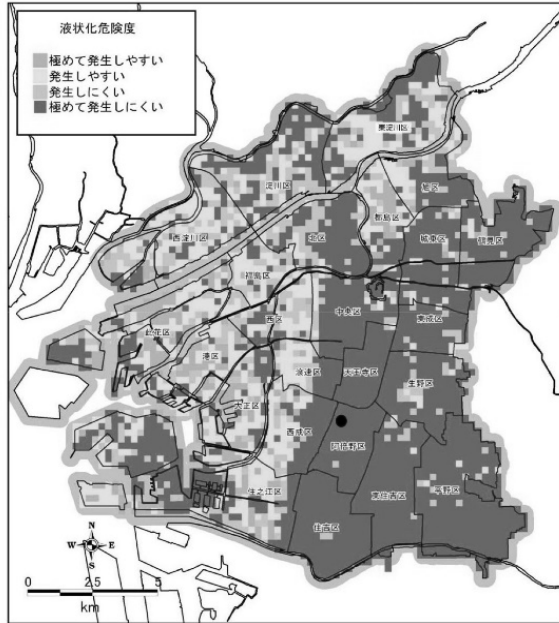 液状化危険度
極めて発生しやすい
発生しやすい
発生しにくい
極めて発生しにくい
東淀川区
淀川区
旭区
都島区
西淀川区
北区
城東区
鶴見区
福島区
此花区
西区
中央区
東成区
港区
浪速区
天王寺区
生野区
大正区
西成区
阿倍野区
住之江区
東住吉区
平野区
住吉区
N
W E
S
0 2.5 5
km